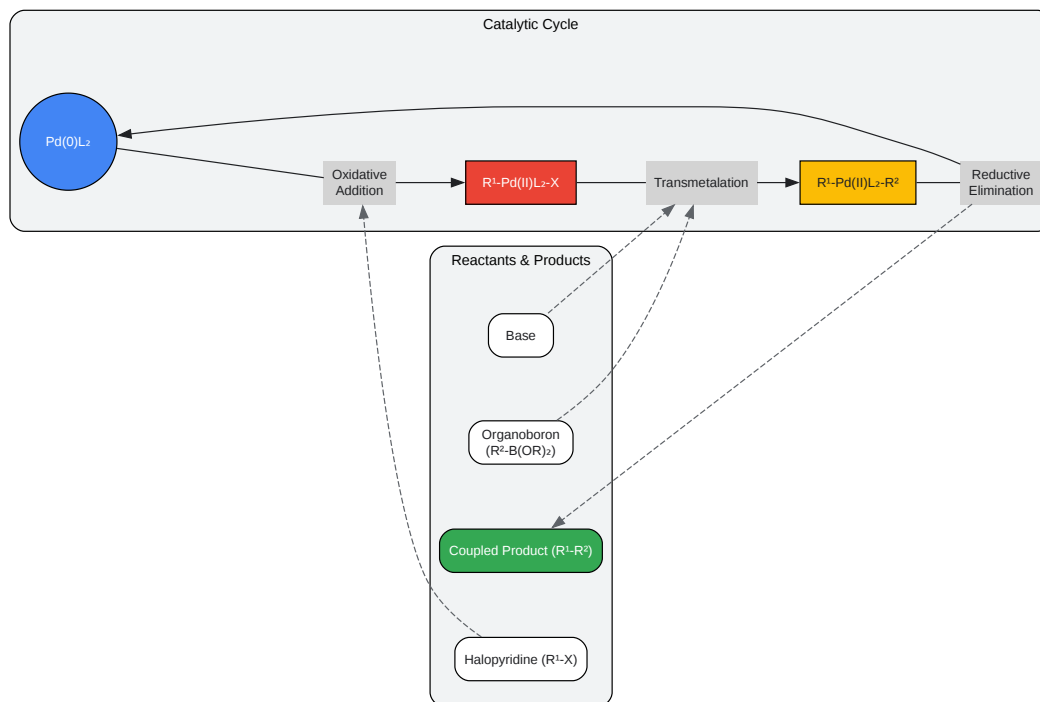 Catalytic Cycle
Pd(0)L₂
Oxidative
Addition
R¹-Pd(II)L₂-X
Transmetalation
R¹-Pd(II)L₂-R²
Reductive
Elimination
Reactants & Products
Base
Organoboron
(R²-B(OR)₂)
Coupled Product (R¹-R²)
Halopyridine (R¹-X)